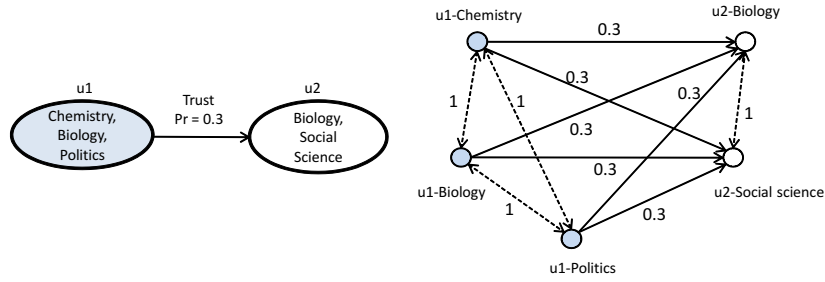 u1
Chemistry,
Biology,
Politics
Trust
Pr = 0.3
u2
Biology,
Social
Science
u1-Chemistry
u2-Biology
0.3
0.3
0.3
1
1
1
0.3
0.3
u1-Biology
u2-Social science
1
0.3
u1-Politics